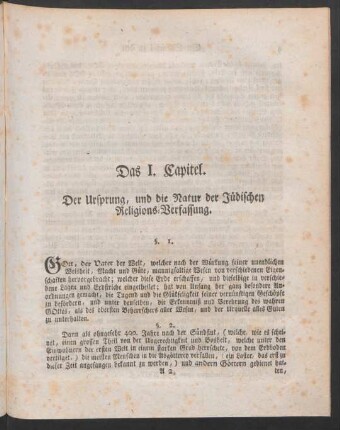 Das I. Capitel.
Der Ursprung, und die Natur der Jüdischen
Religions-Verfassung.
§. 1.
GOtt, der Vater der Welt, welcher nach der Würkung seiner unendlichen
Weisheit, Macht und Güte, mannigfaltige Wesen von verschiedenen Eigen-
schaften hervorgebracht, welcher diese Erde erschaffen, und dieselbige in verschie-
dene und Erdstriche eingetheilet; hat von Anfang her ganz besondere An-
ordnungen gemacht, die Tugend und die Glückseligkeit seiner vernünftigen Geschöpfe
zu befördern, und unter ihnen die Erkenntniß und Verehrung des wahren
GOttes, als des obersten Beherrschers aller Wesen, und der Urquelle alles Guten
zu unterhalten.
§. 2.
Dann als ohngefehr 400. Jahre nach der Sündflut, (welche, wie es schei-
net, einen großen Theil von der Ungerechtigkeit und Bosheit, welche unter den
Einwohnern der ersten Welt in einem starken Grad herrschete, von dem Erdboden
vertilget,) die meisten Menschen in die Abgötterey verfallen, (ein Laster, das erst zu
dieser Zeit angefangen bekannt zu werden,) und andern Göttern gedienet hat-
A 2, ten,